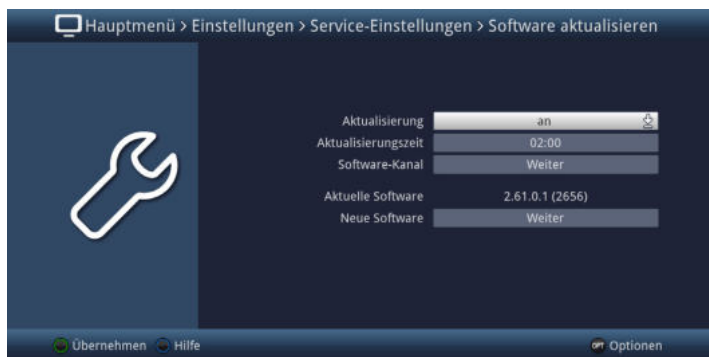 Hauptmenü > Einstellungen > Service-Einstellungen > Software aktualisieren
Aktualisierung an
Aktualisierungszeit 02:00
Software-Kanal Weiter
Aktuelle Software 2.61.0.1 (2656)
Neue Software Weiter
Übernehmen Hilfe OPT Optionen